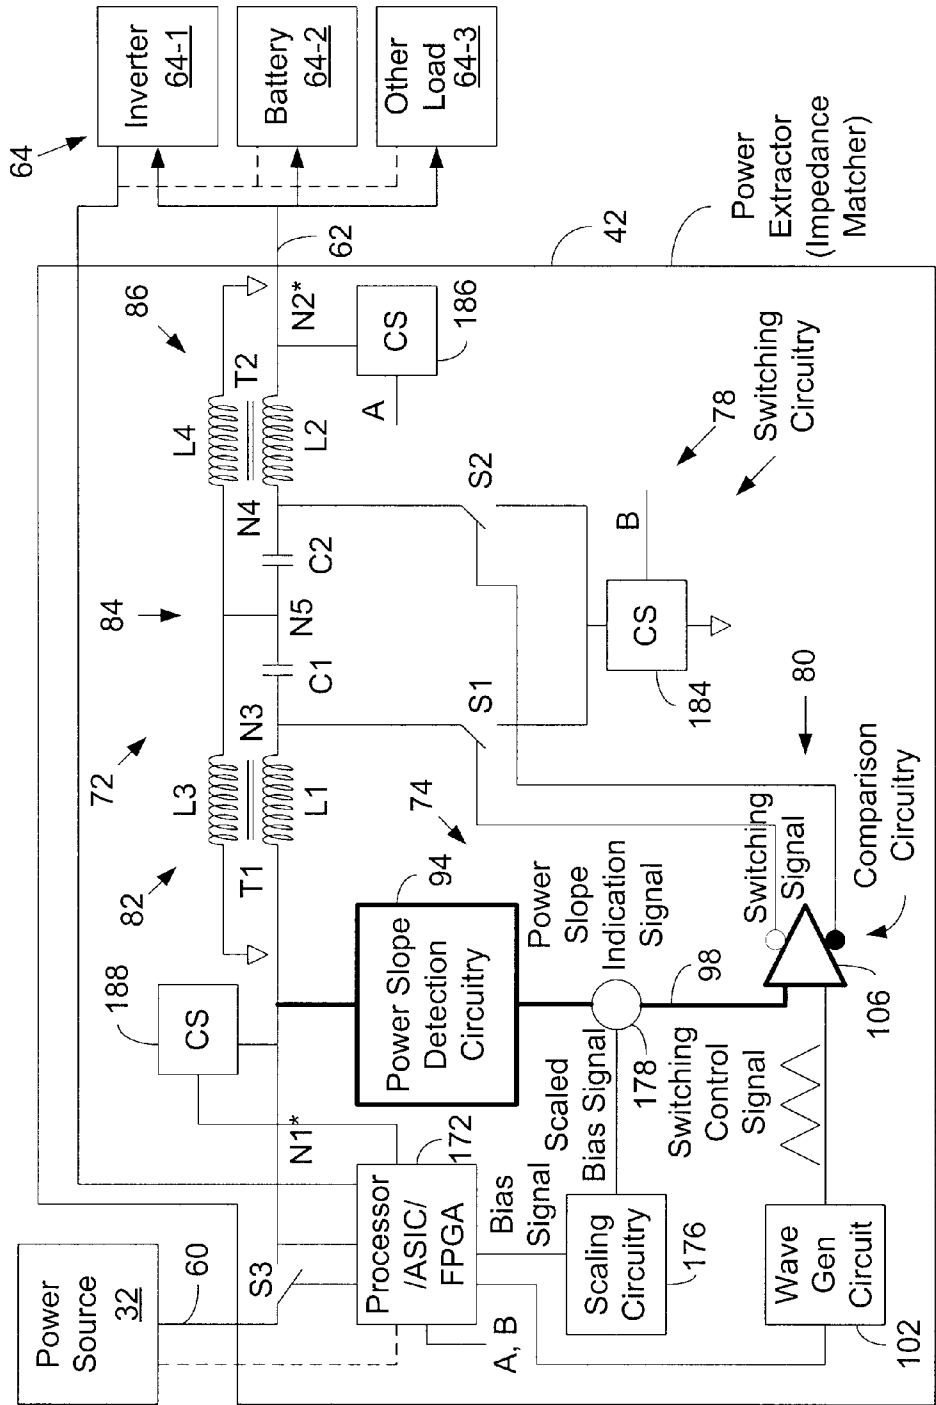 Power
Source
32
60
S3
N1*
CS
188
82
T1
L3
L1
72
N3
C1
84
N5
C2
N4
L4
L2
T2
86
N2*
CS
186
A
62
64
Inverter
64-1
Battery
64-2
Other
Load
64-3
42
Power
Extractor
(Impedance
Matcher)
Processor
/ASIC/
FPGA
172
A, B
Bias
Signal
Scaled
Bias Signal
Scaling
Circuitry
176
Power Slope
Detection
Circuitry
94
74
Power
Slope
Indication
Signal
178
98
Switching
Control
Signal
S1
S2
CS
184
B
78
Switching
Circuitry
80
Switching
Signal
Comparison
Circuitry
106
Wave
Gen
Circuit
102